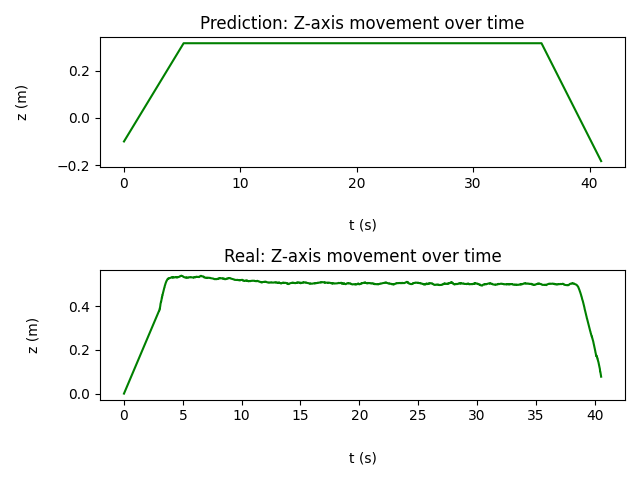 Prediction: Z-axis movement over time
0.2
0.0
−0.2
z (m)
0 10 20 30 40
t (s)
Real: Z-axis movement over time
0.4
0.2
0.0
z (m)
0 5 10 15 20 25 30 35 40
t (s)